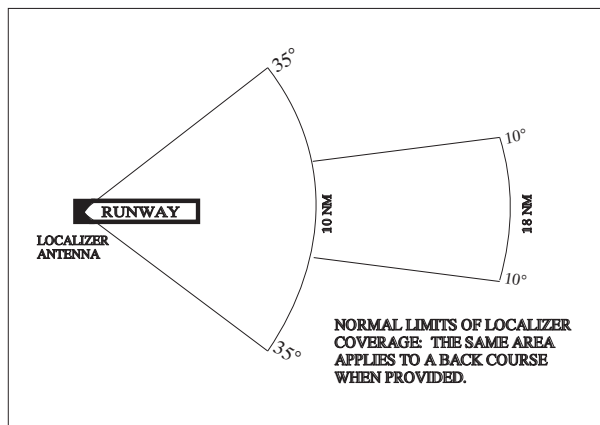 35°
10°
RUNWAY
10 NM
18 NM
LOCALIZER
ANTENNA
10°
35°
NORMAL LIMITS OF LOCALIZER
COVERAGE: THE SAME AREA
APPLIES TO A BACK COURSE
WHEN PROVIDED.